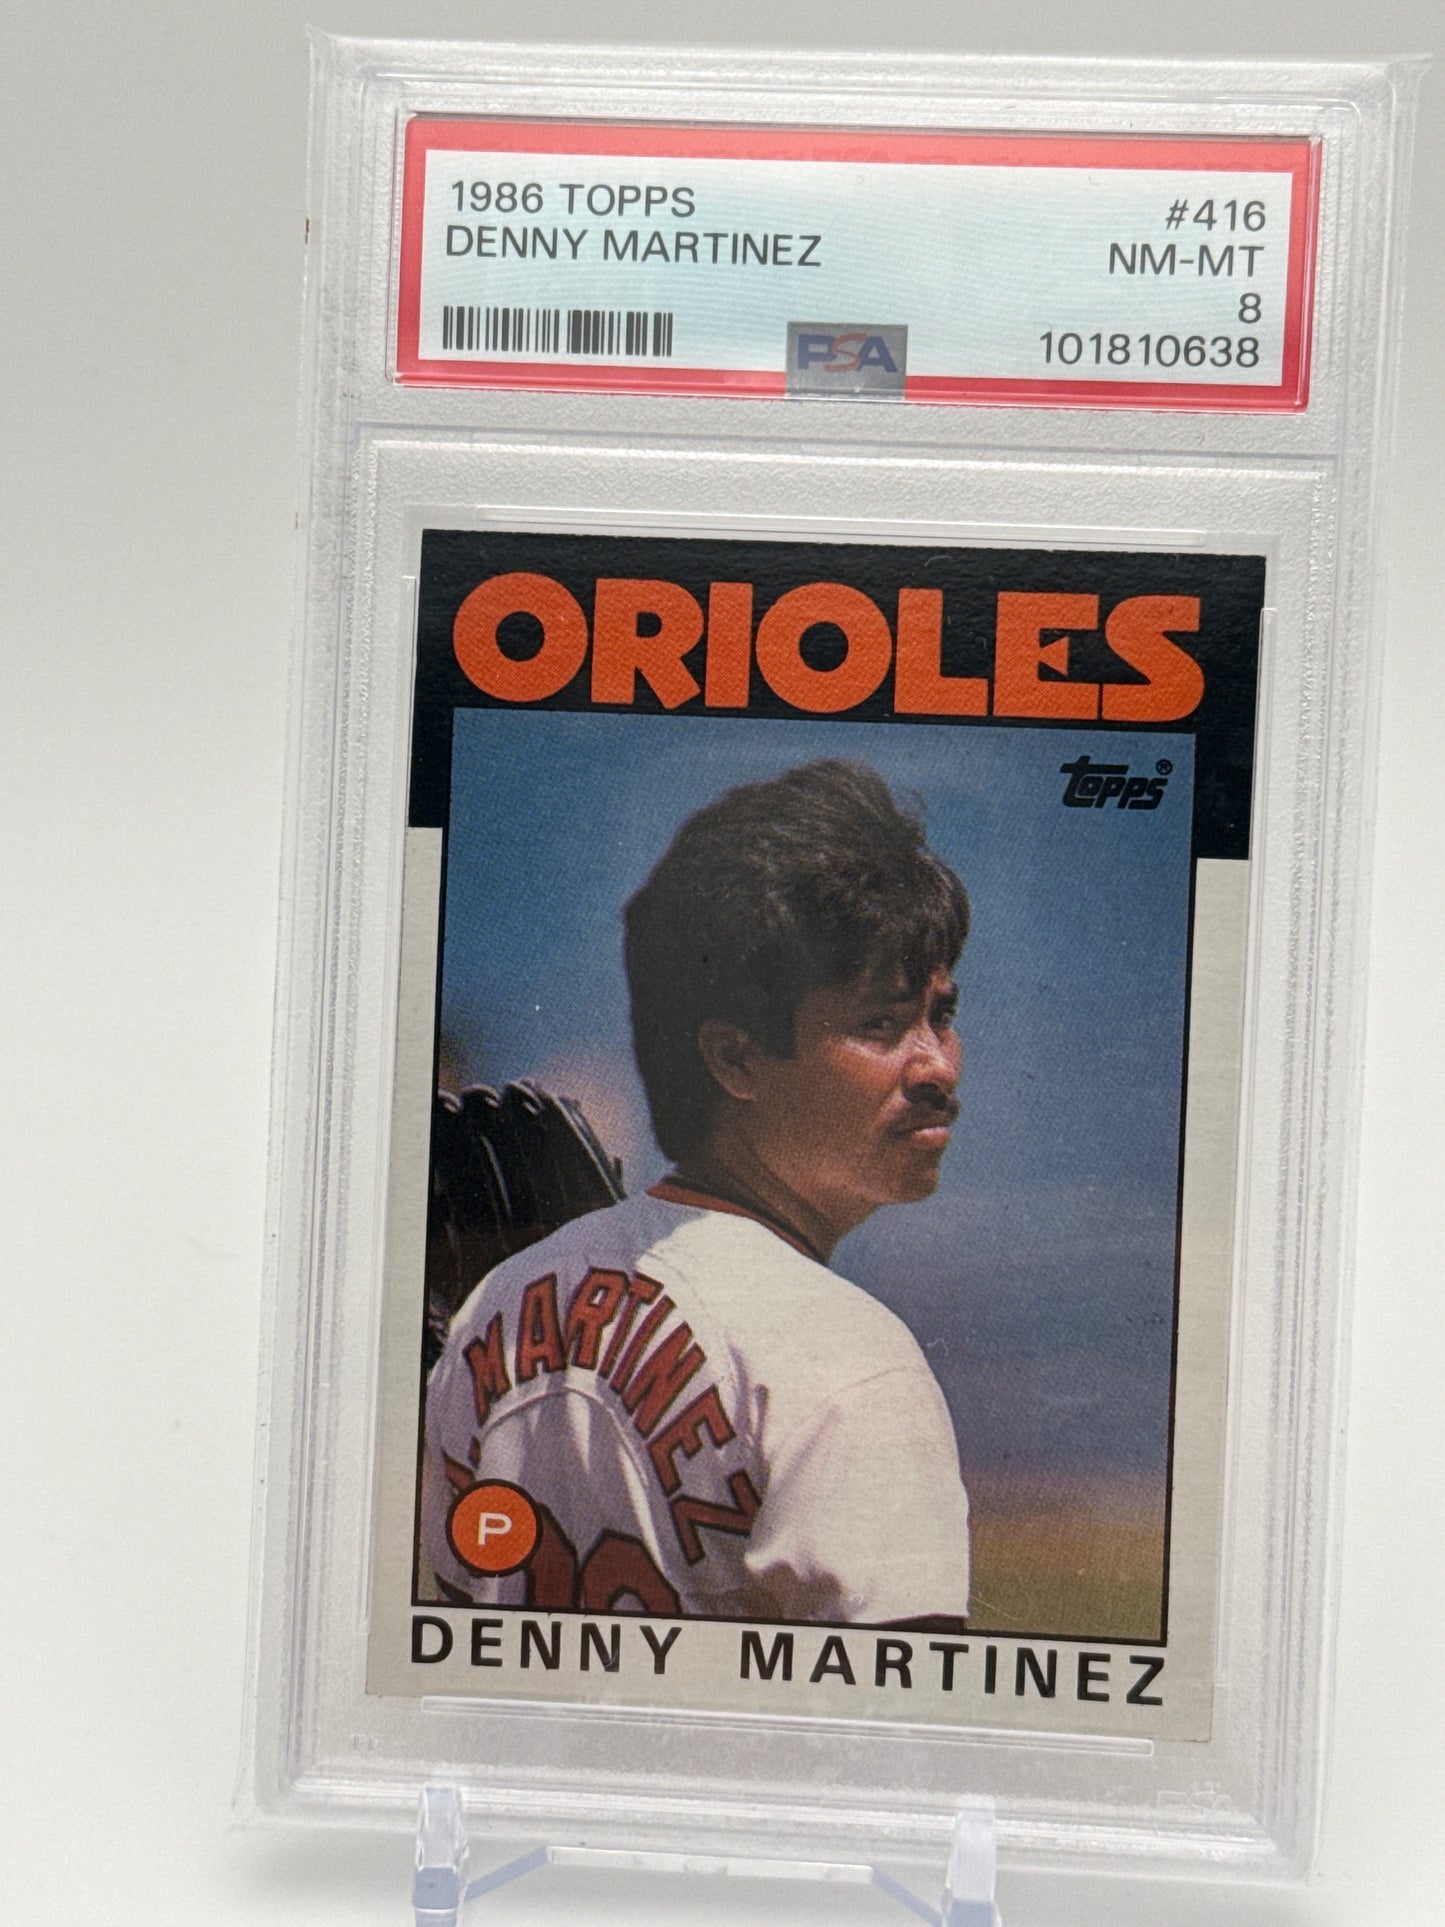 1986 TOPPS
DENNY MARTINEZ
#416
NM-MT
8
101810638
PSA
ORIOLES
TOPPS®
MARTINEZ
P
DENNY MARTINEZ